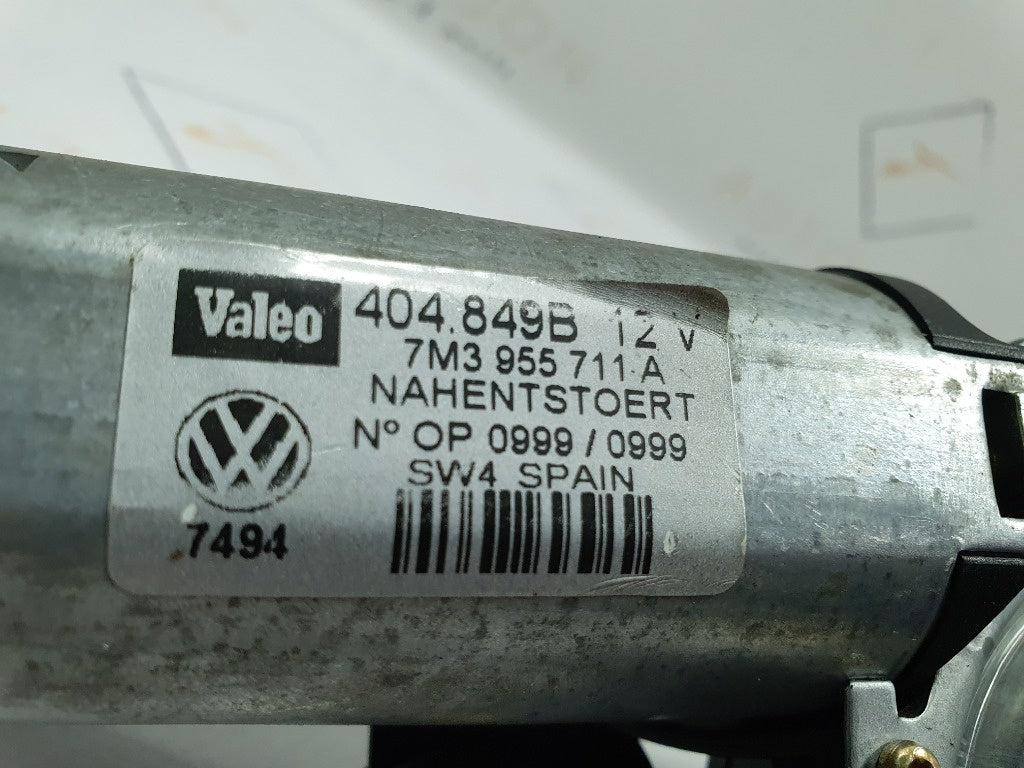 Valeo 404.849B 12 V
7M3 955 711 A
NAHENTSTOERT
N° OP 0999 / 0999
SW4 SPAIN
7494